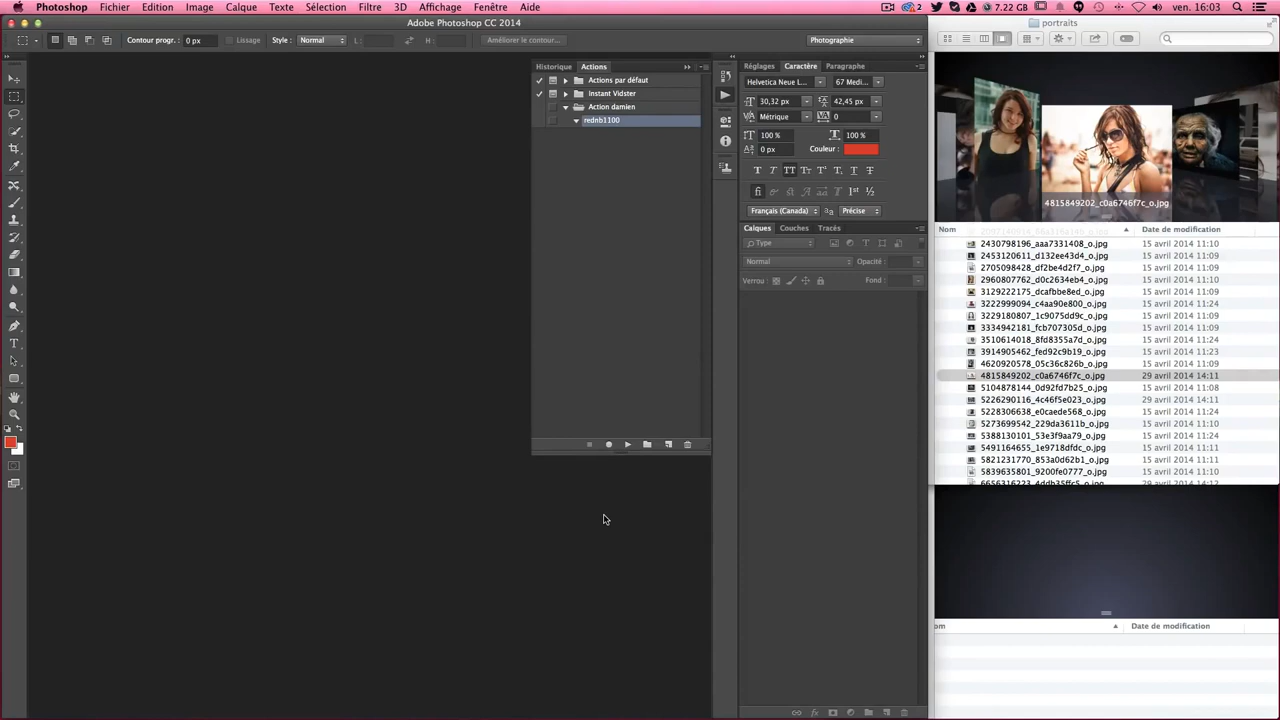 Photoshop Fichier Edition Image Calque Texte Sélection Filtre 3D Affichage Fenêtre Aide 2 7.22 GB ven. 16:03
Adobe Photoshop CC 2014
Contour progr. : 0 px Lissage Style : Normal H : Améliorer le contour... Photographie
Historique Actions
Actions par défaut
Instant Vidster
Action damien
rednb1100
Réglages Caractère Paragraphe
Helvetica Neue L... 67 Medi...
30,32 px 42,45 px
Métrique 0
100 % 100 %
0 px Couleur :
Français (Canada) Précise
Calques Couches Tracés
Type
Normal Opacité :
Verrou : Fond :
portraits
4815849202_c0a6746f7c_o.jpg
Nom Date de modification
2430798196_aaa7331408_o.jpg 15 avril 2014 11:10
2453120611_d132ee43d4_o.jpg 15 avril 2014 11:09
2705098428_df2be4d2f7_o.jpg 15 avril 2014 11:09
2960807762_d0c2634eb4_o.jpg 15 avril 2014 11:10
3129222175_dcafbbe8ed_o.jpg 15 avril 2014 11:09
3222999094_c4aa90e800_o.jpg 15 avril 2014 11:24
3229180807_1c9075dd9c_o.jpg 15 avril 2014 11:09
3334942181_fcb707305d_o.jpg 15 avril 2014 11:09
3510614018_8fd8355a7d_o.jpg 15 avril 2014 11:24
3914905462_fed92c9b19_o.jpg 15 avril 2014 11:23
4620920578_05c36c826b_o.jpg 15 avril 2014 11:09
4815849202_c0a6746f7c_o.jpg 29 avril 2014 14:11
5104878144_0d92fd7b25_o.jpg 15 avril 2014 11:08
5226290116_4c46f5e023_o.jpg 29 avril 2014 14:11
5228306638_e0caede568_o.jpg 15 avril 2014 11:24
5273699542_229da3611b_o.jpg 15 avril 2014 11:09
5388130101_53e3f9aa79_o.jpg 15 avril 2014 11:24
5491164655_1e9718dfdc_o.jpg 15 avril 2014 11:11
5821231770_853a0d62b1_o.jpg 15 avril 2014 11:09
5839635801_9200fe0777_o.jpg 15 avril 2014 11:10
6656316223_4ddb35ffc5_o.jpg 29 avril 2014 14:12
om Date de modification